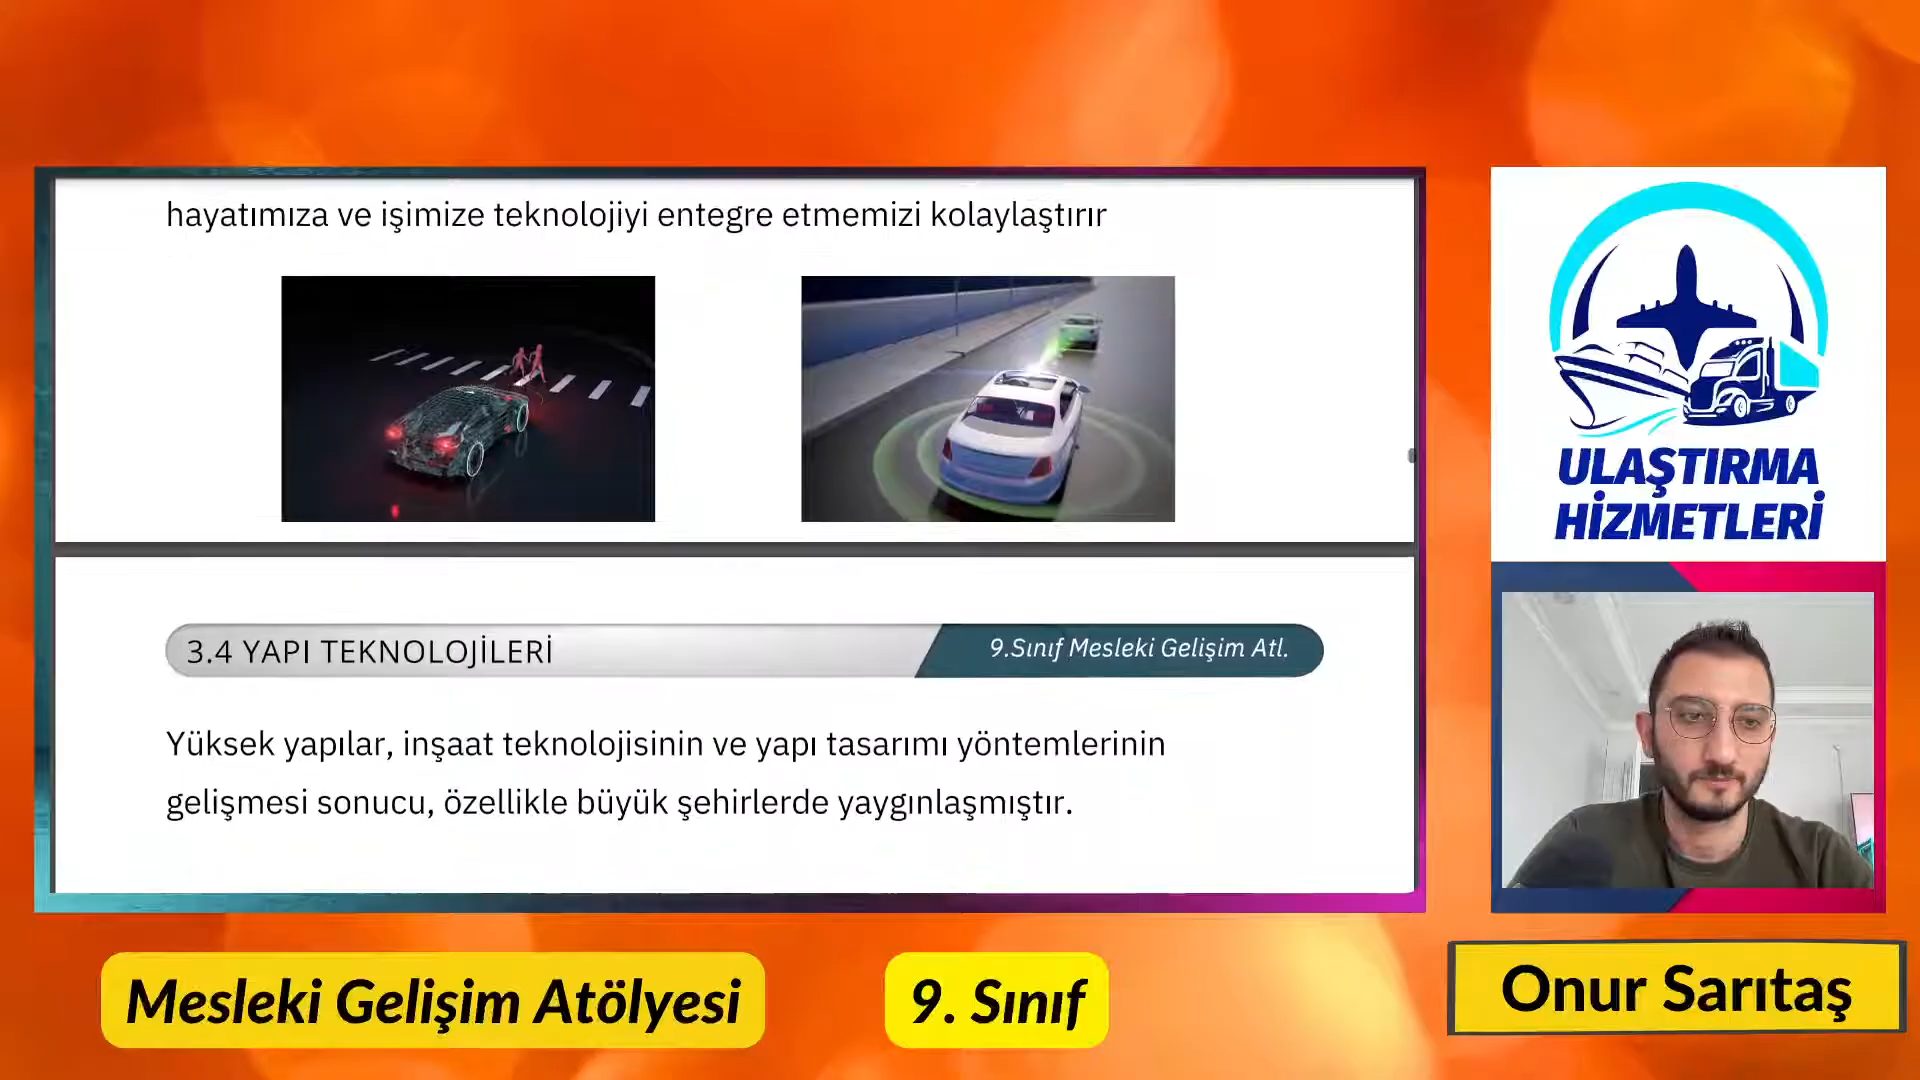 hayatımıza ve işimize teknolojiyi entegre etmemizi kolaylaştırır
3.4 YAPI TEKNOLOJİLERİ
9.Sınıf Mesleki Gelişim Atl.
Yüksek yapılar, inşaat teknolojisinin ve yapı tasarımı yöntemlerinin
gelişmesi sonucu, özellikle büyük şehirlerde yaygınlaşmıştır.
ULAŞTIRMA
HİZMETLERİ
Mesleki Gelişim Atölyesi
9. Sınıf
Onur Sarıtaş